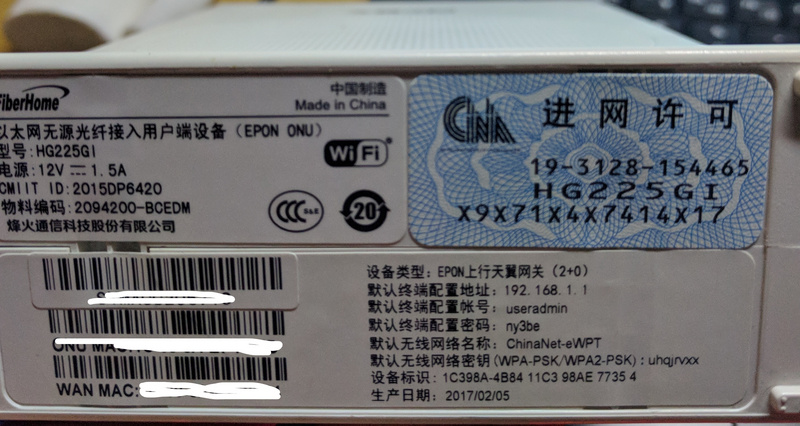 FiberHome
中国制造
Made in China
以太网无源光纤接入用户端设备（EPON ONU）
型号:HG225GI
电源:12V⎓1.5A
CMIIT ID:2015DP6420
物料编码:2094200-BCEDM
烽火通信科技股份有限公司
WiFi
CCC S&E
20
CNA 进网许可
19-3128-154465
HG225GI
X9X71X4X7414X17
ONU MAC
WAN MAC:
设备类型: EPON上行天翼网关（2+0）
默认终端配置地址: 192.168.1.1
默认终端配置帐号: useradmin
默认终端配置密码: ny3be
默认无线网络名称: ChinaNet-eWPT
默认无线网络密钥(WPA-PSK/WPA2-PSK): uhqjrvxx
设备标识: 1C398A-4B84 11C3 98AE 7735 4
生产日期: 2017/02/05